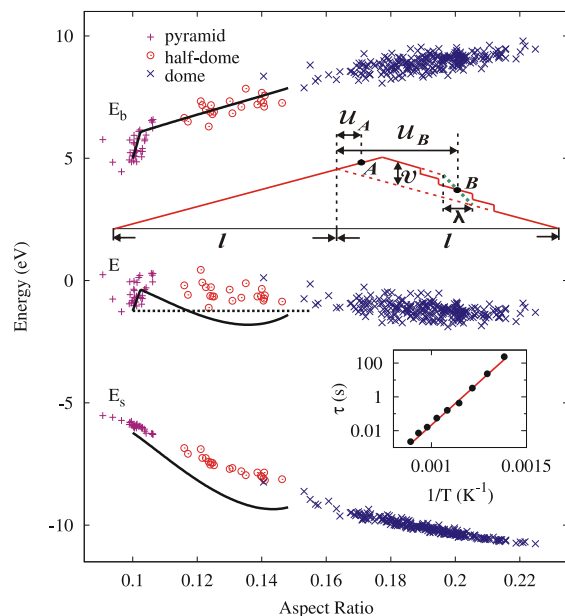 + pyramid
⊙ half-dome
× dome
10
5
0
-5
-10
Energy (eV)
E_b
E
E_s
u_A
u_B
A
v
B
λ
l
l
100
1
0.01
τ (s)
0.001
0.0015
1/T (K⁻¹)
0.1
0.12
0.14
0.16
0.18
0.2
0.22
Aspect Ratio